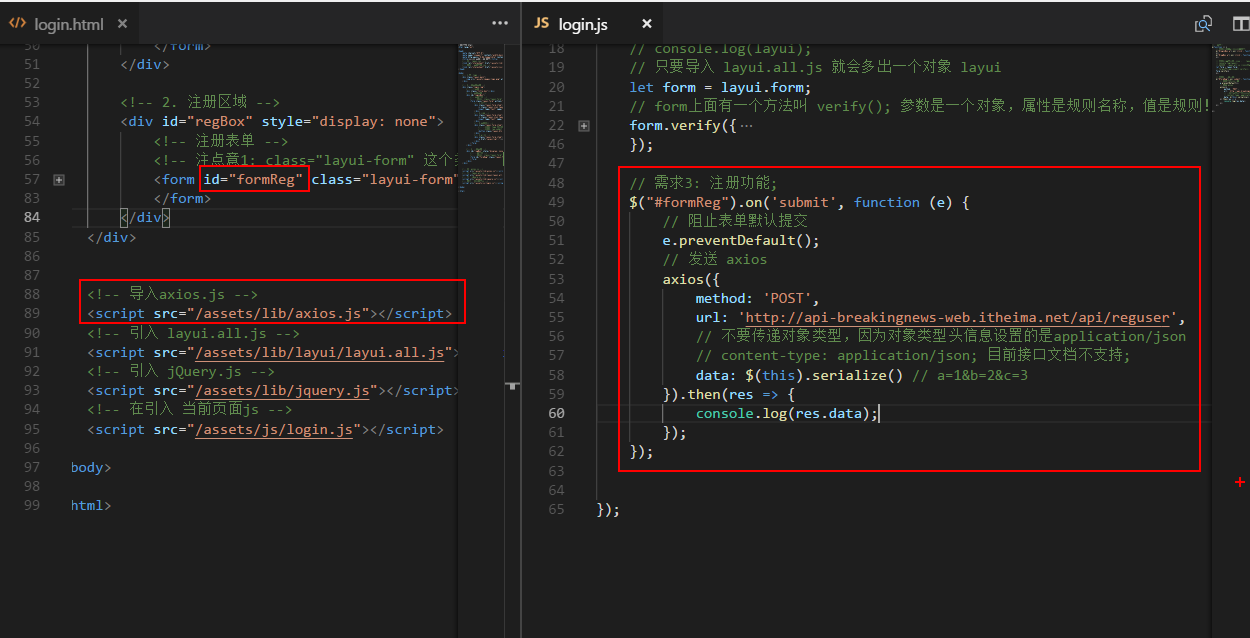 login.html
50 </form>
51 </div>
52
53 <!-- 2. 注册区域 -->
54 <div id="regBox" style="display: none">
55 <!-- 注册表单 -->
56 <!-- 注点意1: class="layui-form" 这个
57 <form id="formReg" class="layui-form"
83 </form>
84 </div>
85 </div>
86
87
88 <!-- 导入axios.js -->
89 <script src="/assets/lib/axios.js"></script>
90 <!-- 引入 layui.all.js -->
91 <script src="/assets/lib/layui/layui.all.js">
92 <!-- 引入 jQuery.js -->
93 <script src="/assets/lib/jquery.js"></script>
94 <!-- 在引入 当前页面js -->
95 <script src="/assets/js/login.js"></script>
96
97 body>
98
99 html>
JS login.js
18 // console.log(layui);
19 // 只要导入 layui.all.js 就会多出一个对象 layui
20 let form = layui.form;
21 // form上面有一个方法叫 verify(); 参数是一个对象，属性是规则名称，值是规则!
22 form.verify({…
46 });
47
48 // 需求3: 注册功能;
49 $("#formReg").on('submit', function (e) {
50 // 阻止表单默认提交
51 e.preventDefault();
52 // 发送 axios
53 axios({
54 method: 'POST',
55 url: 'http://api-breakingnews-web.itheima.net/api/reguser',
56 // 不要传递对象类型，因为对象类型头信息设置的是application/json
57 // content-type: application/json; 目前接口文档不支持;
58 data: $(this).serialize() // a=1&b=2&c=3
59 }).then(res => {
60 console.log(res.data);
61 });
62 });
63
64
65 });